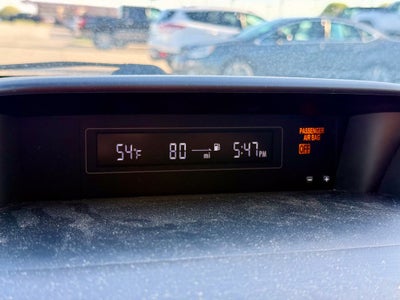 54°F 80 mi 5:47 PM
PASSENGER
AIR BAG
OFF
- +